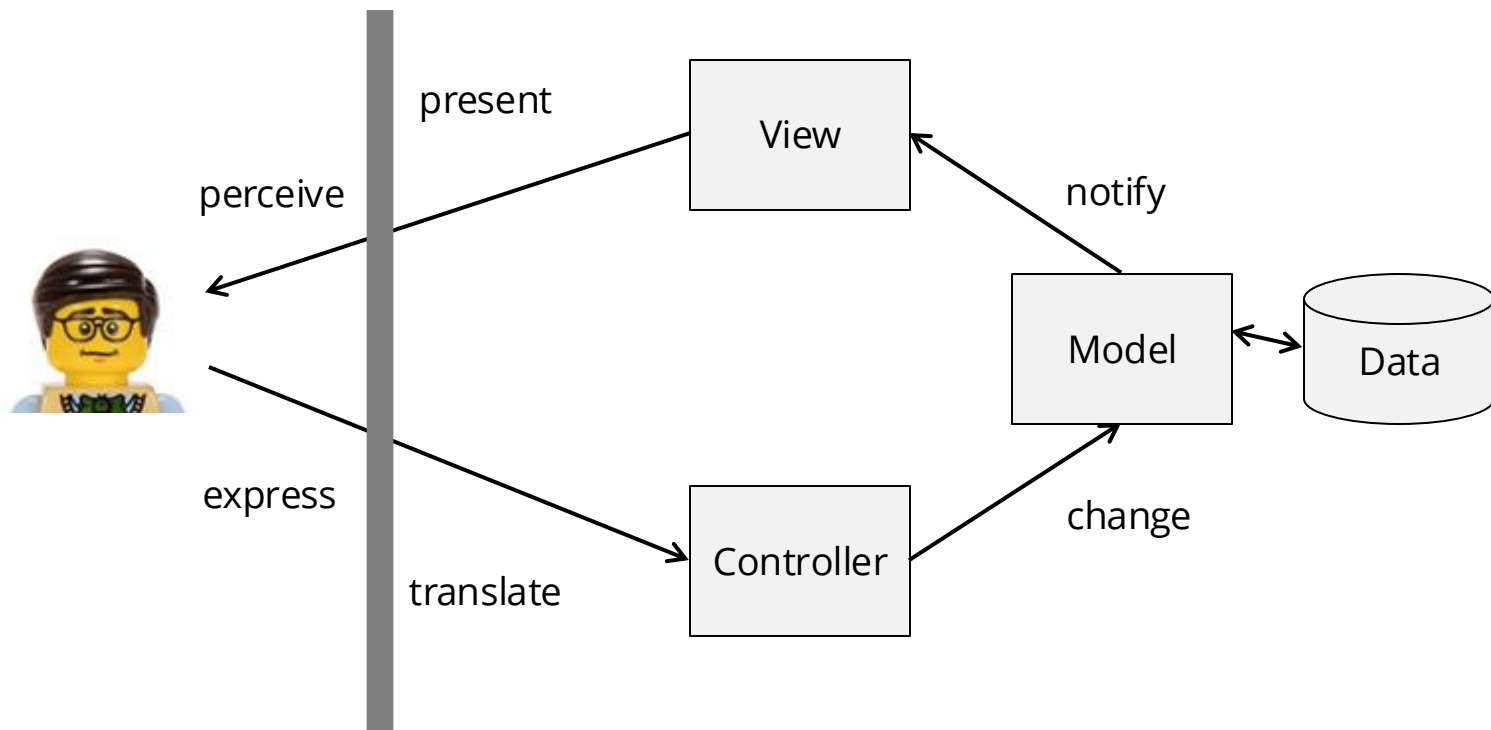 present
View
perceive
notify
Model
Data
express
change
Controller
translate